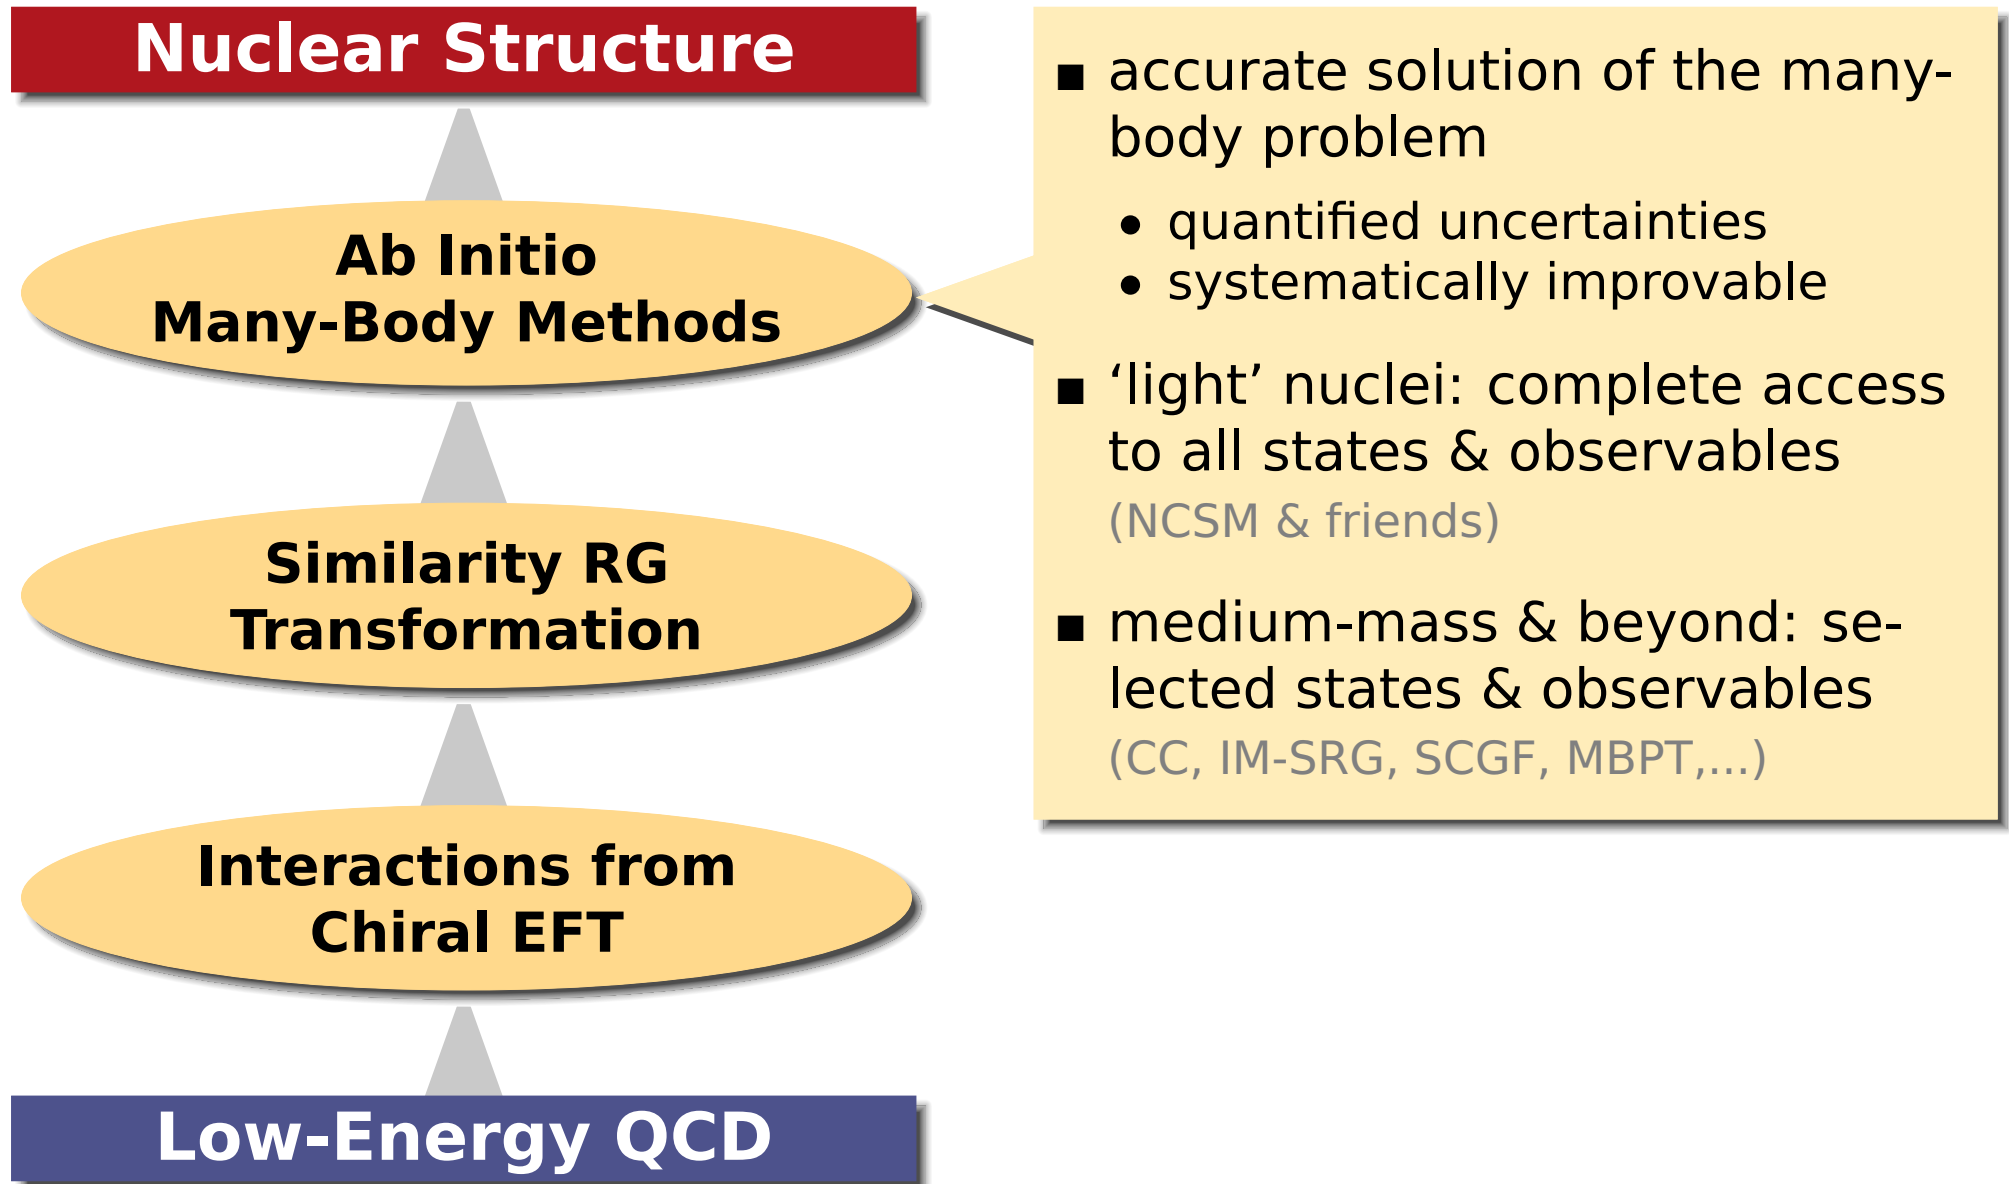 Nuclear Structure
Ab Initio
Many-Body Methods
Similarity RG
Transformation
Interactions from
Chiral EFT
Low-Energy QCD
▪ accurate solution of the many-
body problem
• quantified uncertainties
• systematically improvable
▪ ‘light’ nuclei: complete access
to all states & observables
(NCSM & friends)
▪ medium-mass & beyond: se-
lected states & observables
(CC, IM-SRG, SCGF, MBPT,...)